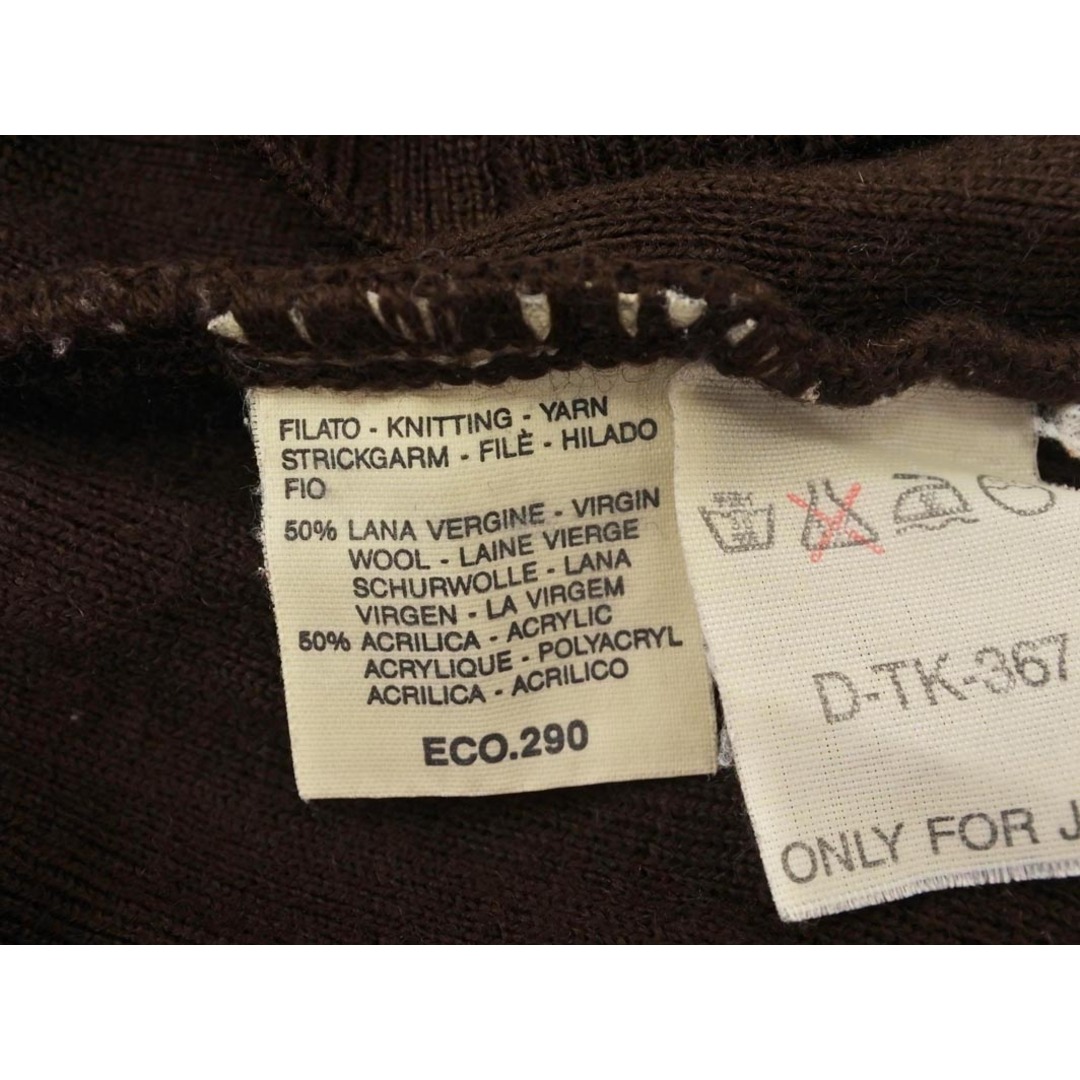 FILATO - KNITTING - YARN
STRICKGARM - FILÈ - HILADO
FIO
50% LANA VERGINE - VIRGIN
WOOL - LAINE VIERGE
SCHURWOLLE - LANA
VIRGEN - LA VIRGEM
50% ACRILICA - ACRYLIC
ACRYLIQUE - POLYACRYL
ACRILICA - ACRILICO
ECO.290
D-TK-367
ONLY FOR J